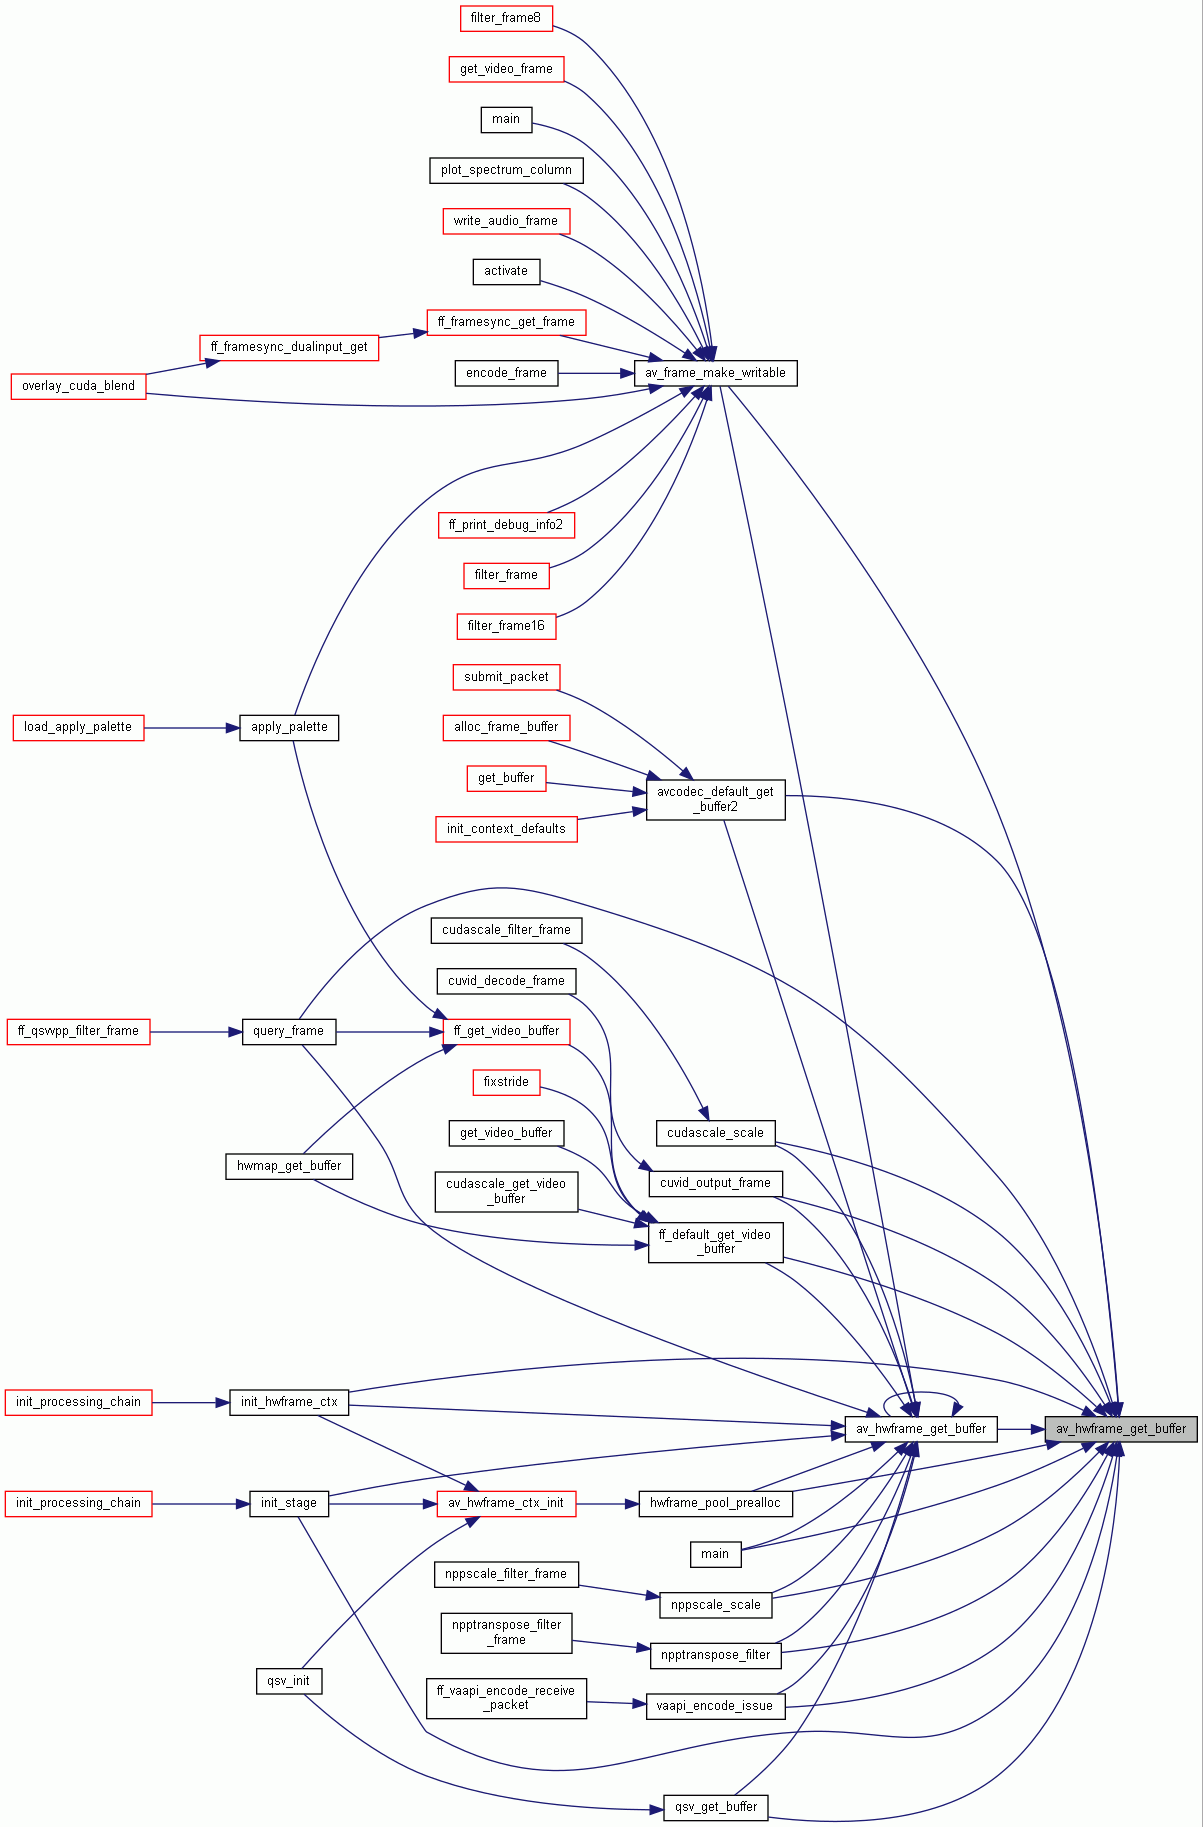 filter_frame8
get_video_frame
main
plot_spectrum_column
write_audio_frame
activate
ff_framesync_get_frame
ff_framesync_dualinput_get
encode_frame
av_frame_make_writable
overlay_cuda_blend
ff_print_debug_info2
filter_frame
filter_frame16
submit_packet
load_apply_palette
apply_palette
alloc_frame_buffer
get_buffer
avcodec_default_get
_buffer2
init_context_defaults
cudascale_filter_frame
cuvid_decode_frame
ff_qsvvpp_filter_frame
query_frame
ff_get_video_buffer
fixstride
get_video_buffer
cudascale_scale
hwmap_get_buffer
cudascale_get_video
_buffer
cuvid_output_frame
ff_default_get_video
_buffer
init_processing_chain
init_hwframe_ctx
av_hwframe_get_buffer
av_hwframe_get_buffer
init_processing_chain
init_stage
av_hwframe_ctx_init
hwframe_pool_prealloc
main
nppscale_filter_frame
nppscale_scale
npptranspose_filter
_frame
npptranspose_filter
qsv_init
ff_vaapi_encode_receive
_packet
vaapi_encode_issue
qsv_get_buffer